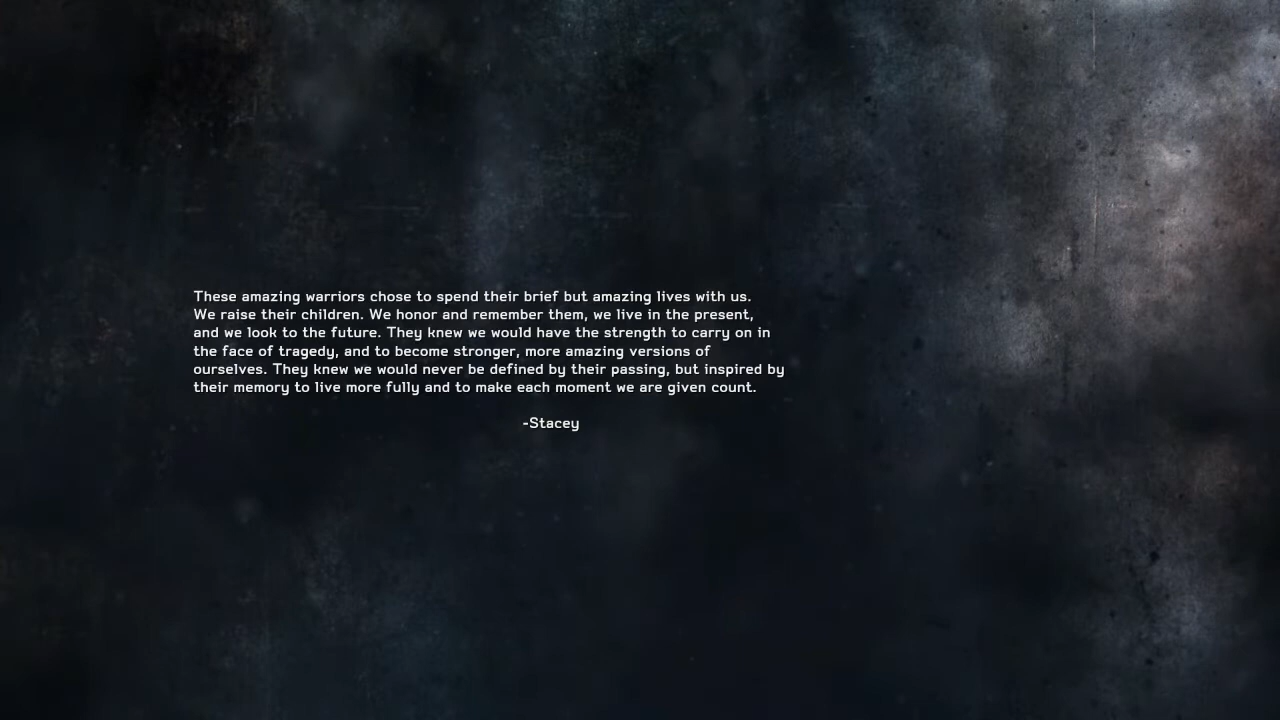 These amazing warriors chose to spend their brief but amazing lives with us.
We raise their children. We honor and remember them, we live in the present,
and we look to the future. They knew we would have the strength to carry on in
the face of tragedy, and to become stronger, more amazing versions of
ourselves. They knew we would never be defined by their passing, but inspired by
their memory to live more fully and to make each moment we are given count.
-Stacey